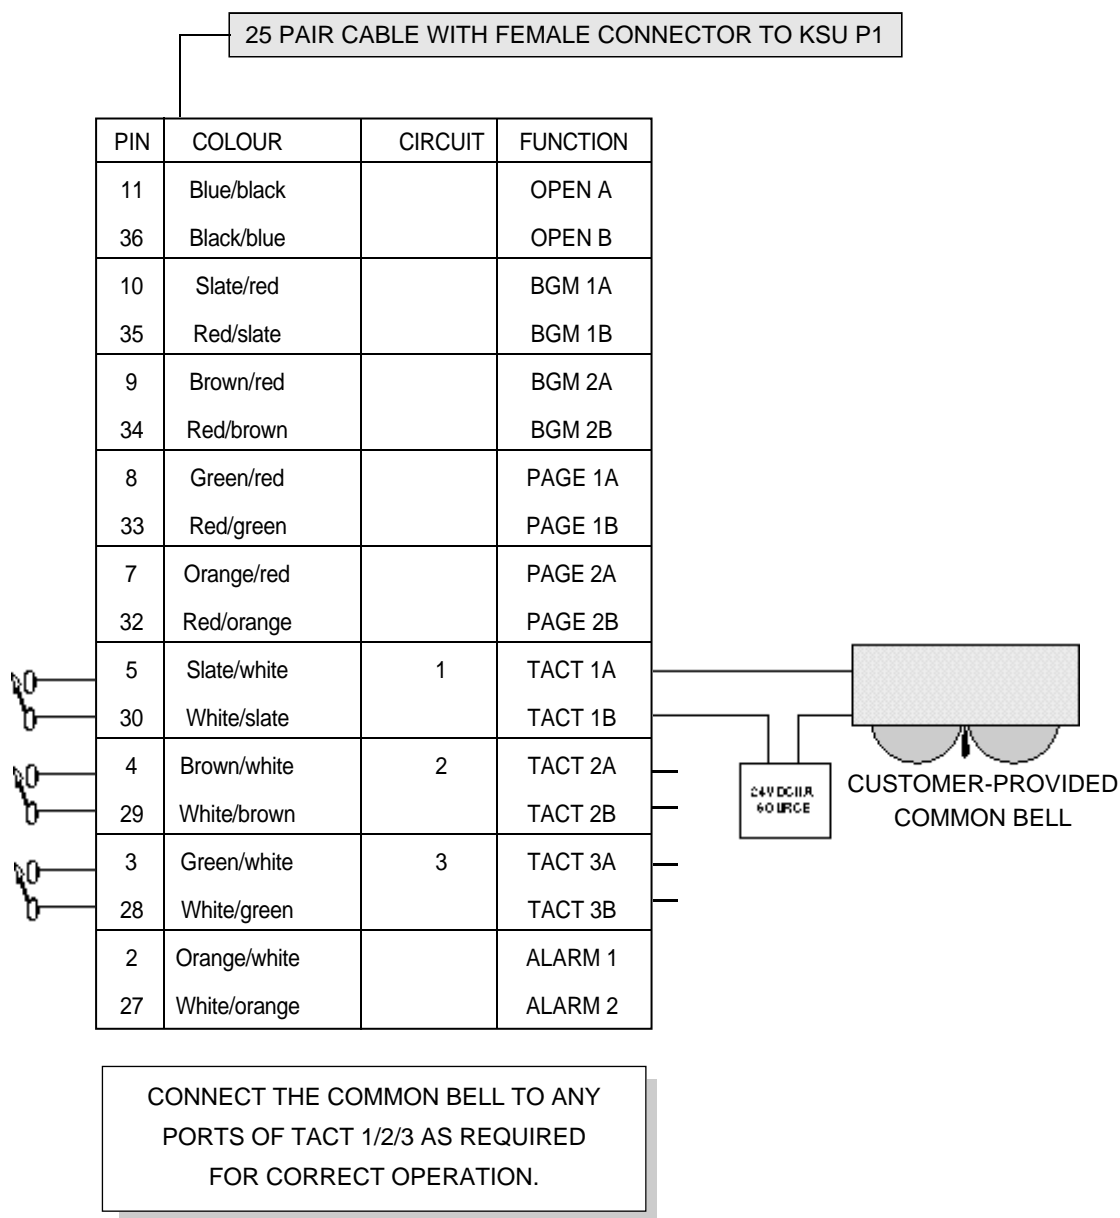 25 PAIR CABLE WITH FEMALE CONNECTOR TO KSU P1
PIN COLOUR CIRCUIT FUNCTION
11 Blue/black OPEN A
36 Black/blue OPEN B
10 Slate/red BGM 1A
35 Red/slate BGM 1B
9 Brown/red BGM 2A
34 Red/brown BGM 2B
8 Green/red PAGE 1A
33 Red/green PAGE 1B
7 Orange/red PAGE 2A
32 Red/orange PAGE 2B
5 Slate/white 1 TACT 1A
30 White/slate TACT 1B
4 Brown/white 2 TACT 2A
29 White/brown TACT 2B
3 Green/white 3 TACT 3A
28 White/green TACT 3B
2 Orange/white ALARM 1
27 White/orange ALARM 2
SOURCE
CUSTOMER-PROVIDED
COMMON BELL
CONNECT THE COMMON BELL TO ANY
PORTS OF TACT 1/2/3 AS REQUIRED
FOR CORRECT OPERATION.